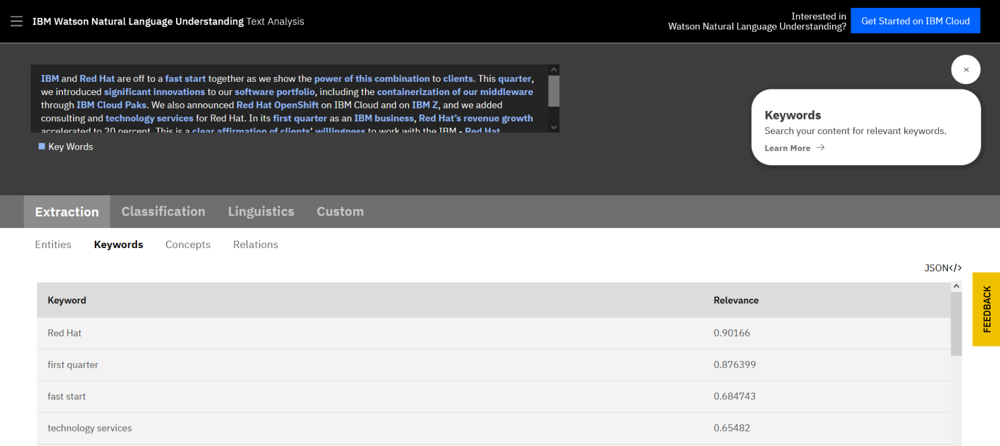 IBM Watson Natural Language Understanding Text Analysis
Interested in
Watson Natural Language Understanding?
Get Started on IBM Cloud
IBM and Red Hat are off to a fast start together as we show the power of this combination to clients. This quarter,
we introduced significant innovations to our software portfolio, including the containerization of our middleware
through IBM Cloud Paks. We also announced Red Hat OpenShift on IBM Cloud and on IBM Z, and we added
consulting and technology services for Red Hat. In its first quarter as an IBM business, Red Hat’s revenue growth
accelerated to 20 percent. This is a clear affirmation of clients’ willingness to work with the IBM - Red Hat
Key Words
×
Keywords
Search your content for relevant keywords.
Learn More →
Extraction Classification Linguistics Custom
Entities Keywords Concepts Relations
JSON</>
FEEDBACK
Keyword Relevance
Red Hat 0.90166
first quarter 0.876399
fast start 0.684743
technology services 0.65482